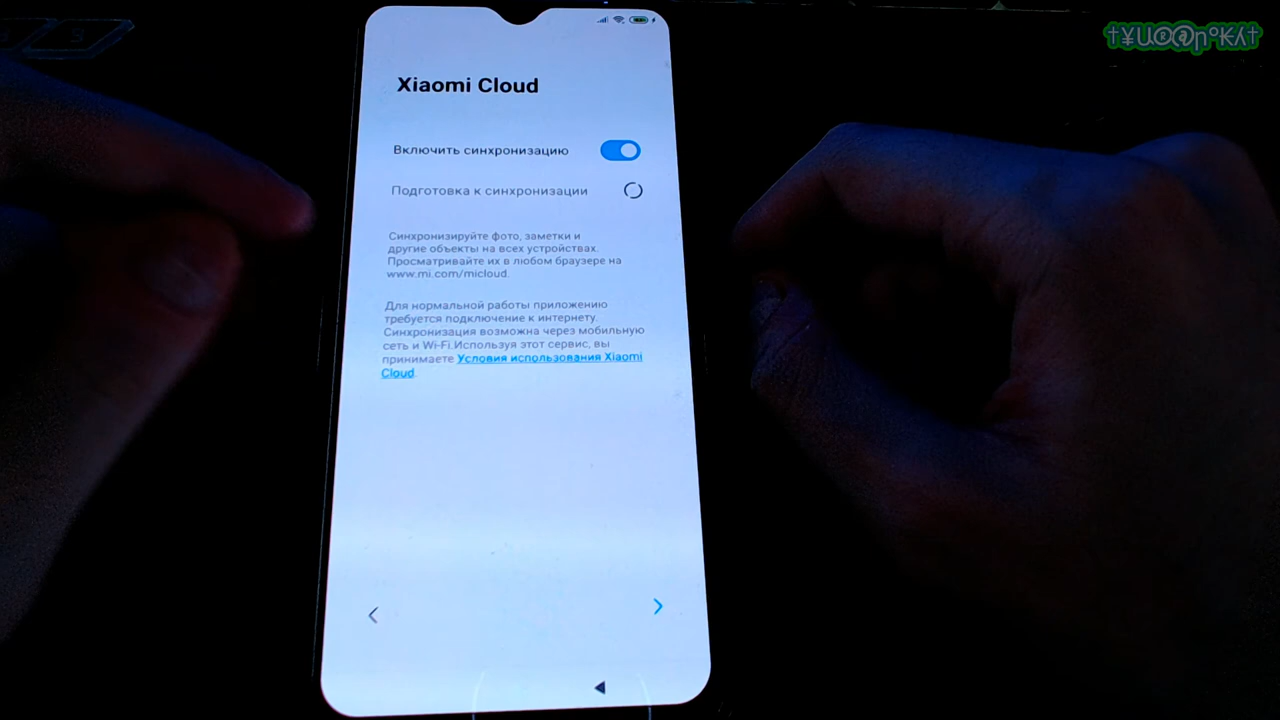 Xiaomi Cloud
Включить синхронизацию
Подготовка к синхронизации
Синхронизируйте фото, заметки и
другие объекты на всех устройствах.
Просматривайте их в любом браузере на
www.mi.com/micloud.
Для нормальной работы приложению
требуется подключение к интернету.
Синхронизация возможна через мобильную
сеть и Wi-Fi.Используя этот сервис, вы
принимаете Условия использования Xiaomi
Cloud.